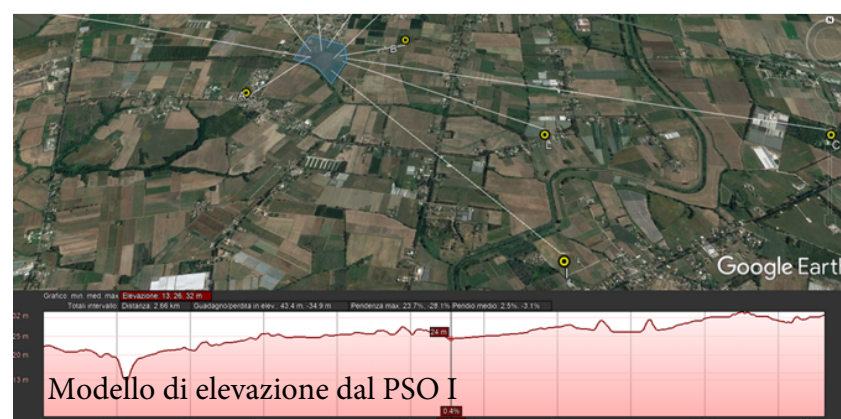 N
B
A
L
C
I
Google Earth
Grafico: min, med, max Elevazione: 13, 26, 32 m
Totali intervallo: Distanza: 2.66 km Guadagno/perdita in elev.: 43.4 m, -34.9 m Pendenza max: 23.7%, -28.1% Pendio medio: 2.5%, -3.1%
32 m
25 m
24 m
20 m
13 m
Modello di elevazione dal PSO I
0.4%